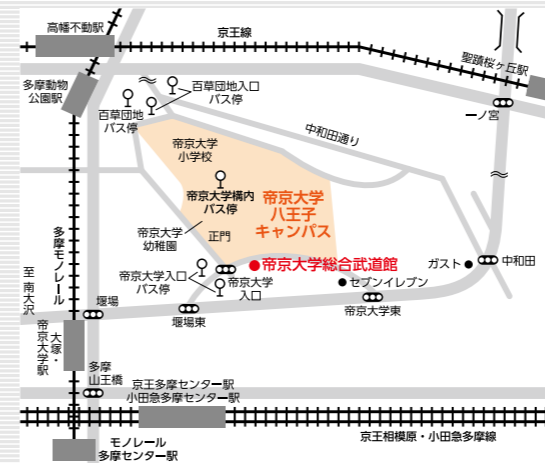 高幡不動駅
京王線
聖蹟桜ヶ丘駅
多摩動物
公園駅
百草団地入口
バス停
百草団地
バス停
一ノ宮
中和田通り
帝京大学
小学校
帝京大学構内
バス停
帝京大学
八王子
キャンパス
帝京大学
幼稚園
正門
多摩モノレール
至 南大沢
帝京大学入口
バス停
帝京大学
入口
帝京大学総合武道館
ガスト
中和田
セブンイレブン
堰場
堰場東
帝京大学東
大塚・
帝京大学駅
多摩
山王橋
京王多摩センター駅
小田急多摩センター駅
京王相模原・小田急多摩線
モノレール
多摩センター駅